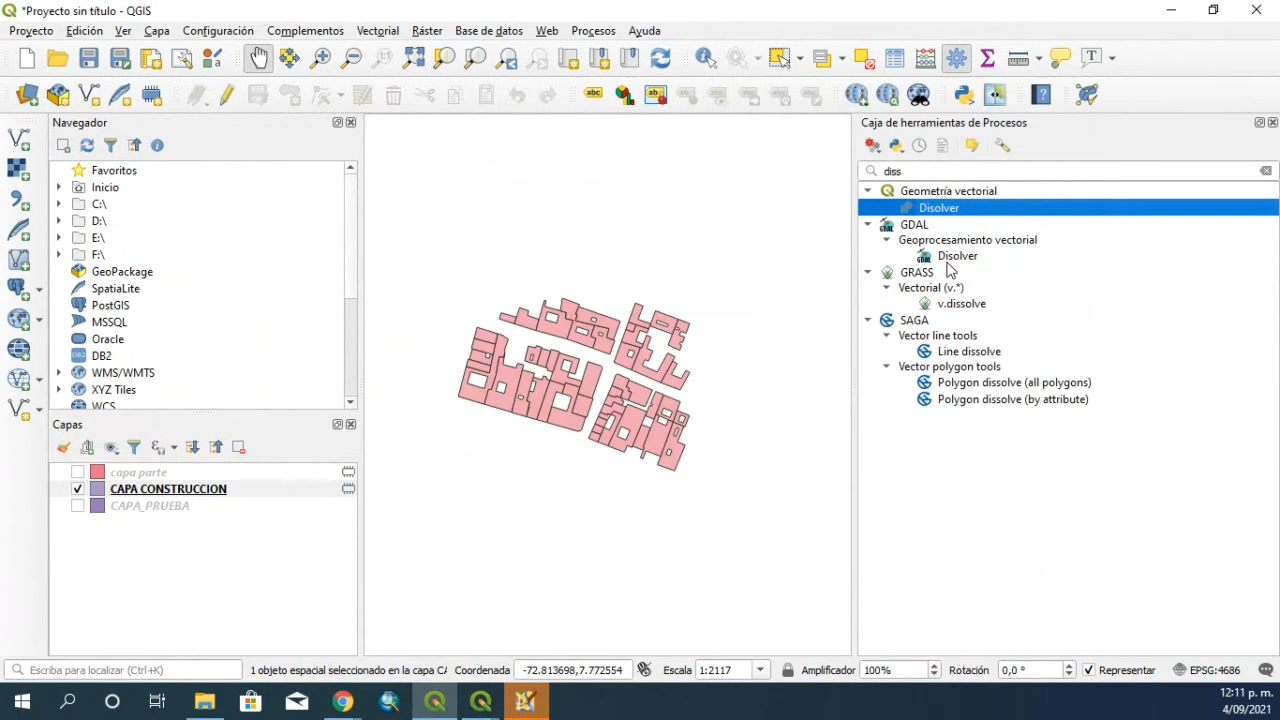 *Proyecto sin título - QGIS
Proyecto Edición Ver Capa Configuración Complementos Vectorial Ráster Base de datos Web Procesos Ayuda
Navegador
Favoritos
Inicio
C:\
D:\
E:\
F:\
GeoPackage
SpatiaLite
PostGIS
MSSQL
Oracle
DB2
WMS/WMTS
XYZ Tiles
WCS
Capas
capa parte
CAPA CONSTRUCCION
CAPA_PRUEBA
Caja de herramientas de Procesos
diss
Geometría vectorial
Disolver
GDAL
Geoprocesamiento vectorial
Disolver
GRASS
Vectorial (v.*)
v.dissolve
SAGA
Vector line tools
Line dissolve
Vector polygon tools
Polygon dissolve (all polygons)
Polygon dissolve (by attribute)
Escriba para localizar (Ctrl+K) 1 objeto espacial seleccionado en la capa CA Coordenada -72.813698,7.772554 Escala 1:2117 Amplificador 100% Rotación 0,0 ° Representar EPSG:4686
12:11 p. m.
4/09/2021